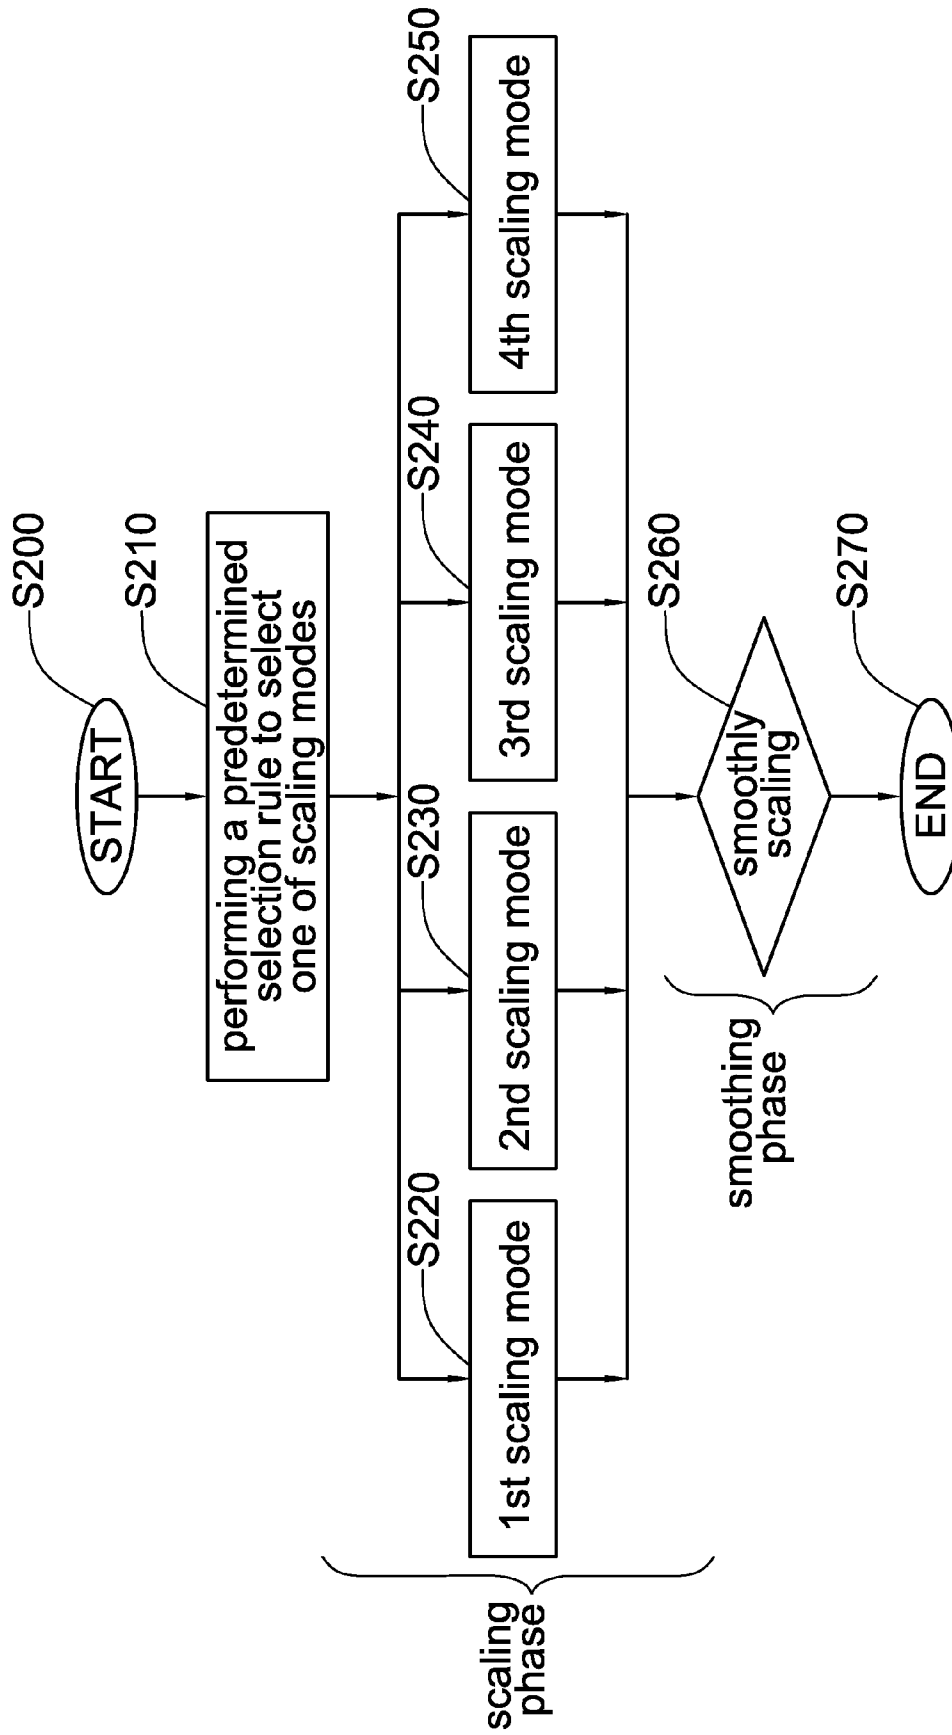 START
S200
performing a predetermined
selection rule to select
one of scaling modes
S210
scaling
phase
1st scaling mode
S220
2nd scaling mode
S230
3rd scaling mode
S240
4th scaling mode
S250
smoothing
phase
smoothly
scaling
S260
END
S270